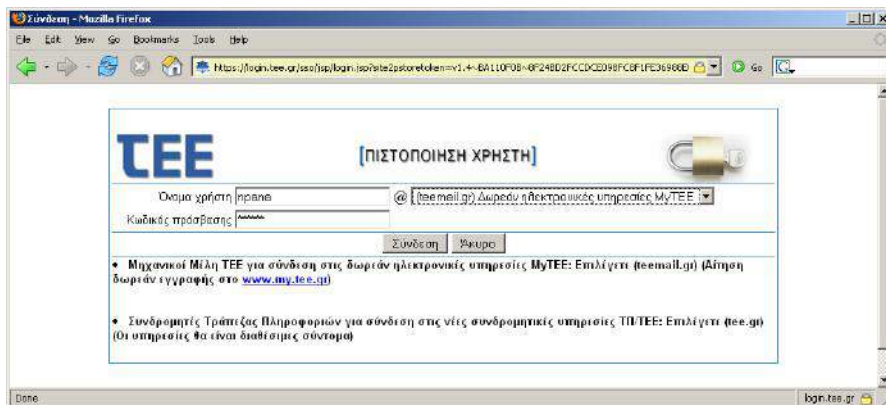 Σύνδεση - Mozilla Firefox
File Edit View Go Bookmarks Tools Help
Go
ΤΕΕ
[ΠΙΣΤΟΠΟΙΗΣΗ ΧΡΗΣΤΗ]
Όνομα χρήστη npana @ (teemail.gr) Δωρεάν ηλεκτρονικές υπηρεσίες MyTEE
Κωδικός πρόσβασης ******
Σύνδεση Άκυρο
• Μηχανικοί Μέλη ΤΕΕ για σύνδεση στις δωρεάν ηλεκτρονικές υπηρεσίες MyTEE: Επιλέγετε (teemail.gr) (Αίτηση
δωρεάν εγγραφής στο www.my.tee.gr)
• Συνδρομητές Τράπεζας Πληροφοριών για σύνδεση στις νέες συνδρομητικές υπηρεσίες ΤΠ/ΤΕΕ: Επιλέγετε (tee.gr)
(Οι υπηρεσίες θα είναι διαθέσιμες σύντομα)
Done login.tee.gr